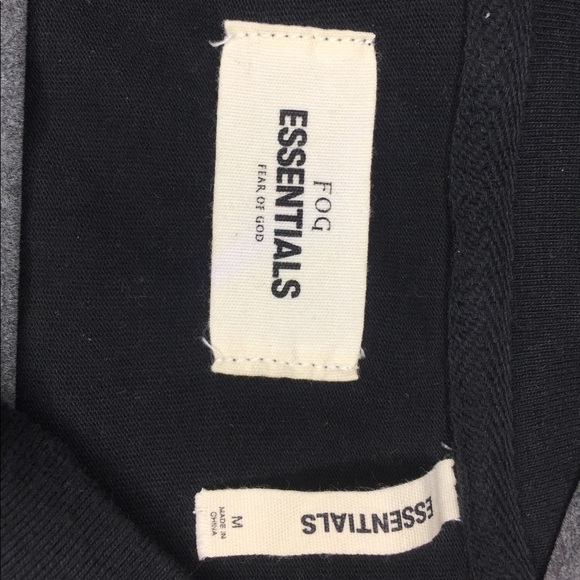 FOG
ESSENTIALS
FEAR OF GOD
ESSENTIALS
M
MADE IN
CHINA